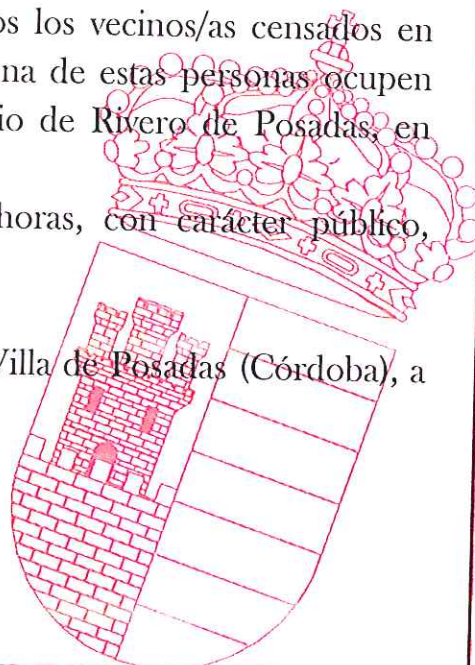 os los vecinos/as censados en
na de estas personas ocupen
io de Rivero de Posadas, en
horas, con carácter público,
Villa de Posadas (Córdoba), a